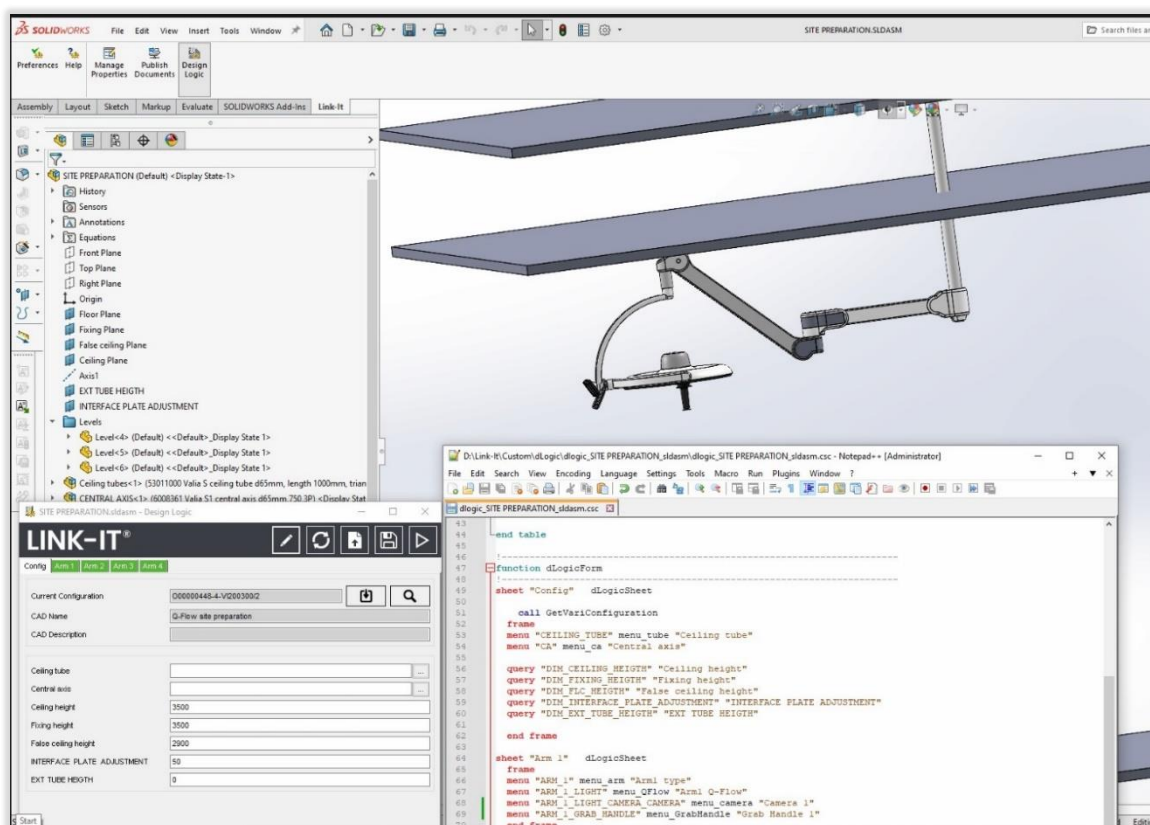 SOLIDWORKS File Edit View Insert Tools Window
SITE PREPARATION.SLDASM
Search files an
Preferences Help Manage Properties Publish Documents Design Logic
Assembly Layout Sketch Markup Evaluate SOLIDWORKS Add-Ins Link-It
SITE PREPARATION (Default) <Display State-1>
History
Sensors
Annotations
Equations
Front Plane
Top Plane
Right Plane
Origin
Floor Plane
Fixing Plane
False ceiling Plane
Ceiling Plane
Axis1
EXT TUBE HEIGTH
INTERFACE PLATE ADJUSTMENT
Levels
Level<4> (Default) <<Default>_Display State 1>
Level<5> (Default) <<Default>_Display State 1>
Level<6> (Default) <<Default>_Display State 1>
Ceiling tubes<1> (53011000 Valia S ceiling tube d65mm, length 1000mm, trian
CENTRAL AXIS<1> (6008361 Valia S1 central axis d65mm.750.3P) <Display Stat
SITE PREPARATION.sldasm - Design Logic
LINK-IT®
Config Arm 1 Arm 2 Arm 3 Arm 4
Current Configuration O00000448-4-VI200300/2
CAD Name Q-Flow site preparation
CAD Description
Ceiling tube ...
Central axis ...
Ceiling height 3500
Fixing height 3500
False ceiling height 2900
INTERFACE PLATE ADJUSTMENT 50
EXT TUBE HEIGTH 0
Start
D:\Link-It\Custom\dLogic\dlogic_SITE PREPARATION_sldasm\dlogic_SITE PREPARATION_sldasm.csc - Notepad++ [Administrator]
File Edit Search View Encoding Language Settings Tools Macro Run Plugins Window ?
+ ▼ X
dlogic_SITE PREPARATION_sldasm.csc
43
44 end table
45
46 !----------------------------------------------------------------
47 function dLogicForm
48 !----------------------------------------------------------------
49 sheet "Config" dLogicSheet
50
51 call GetVariConfiguration
52 frame
53 menu "CEILING_TUBE" menu_tube "Ceiling tube"
54 menu "CA" menu_ca "Central axis"
55
56 query "DIM_CEILING_HEIGTH" "Ceiling height"
57 query "DIM_FIXING_HEIGTH" "Fixing height"
58 query "DIM_FLC_HEIGTH" "False ceiling height"
59 query "DIM_INTERFACE_PLATE_ADJUSTMENT" "INTERFACE PLATE ADJUSTMENT"
60 query "DIM_EXT_TUBE_HEIGTH" "EXT TUBE HEIGTH"
61
62 end frame
63
64 sheet "Arm 1" dLogicSheet
65 frame
66 menu "ARM_1" menu_arm "Arm1 type"
67 menu "ARM_1_LIGHT" menu_QFlow "Arm1 Q-Flow"
68 menu "ARM_1_LIGHT_CAMERA_CAMERA" menu_camera "Camera 1"
69 menu "ARM_1_GRAB_HANDLE" menu_GrabHandle "Grab Handle 1"
70 end frame
Editi